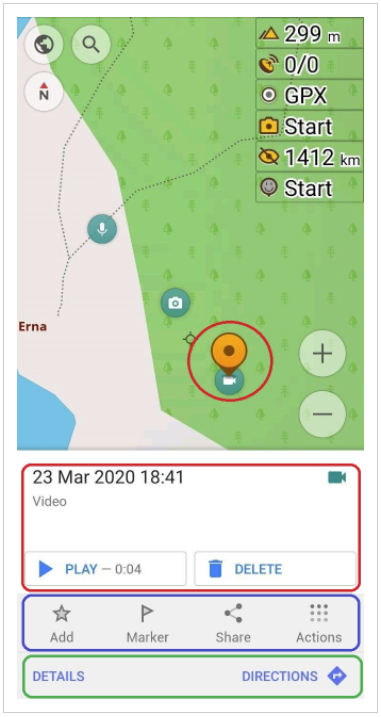 N
299 m
0/0
GPX
Start
1412 km
Start
Erna
23 Mar 2020 18:41
Video
PLAY — 0:04
DELETE
Add
Marker
Share
Actions
DETAILS
DIRECTIONS